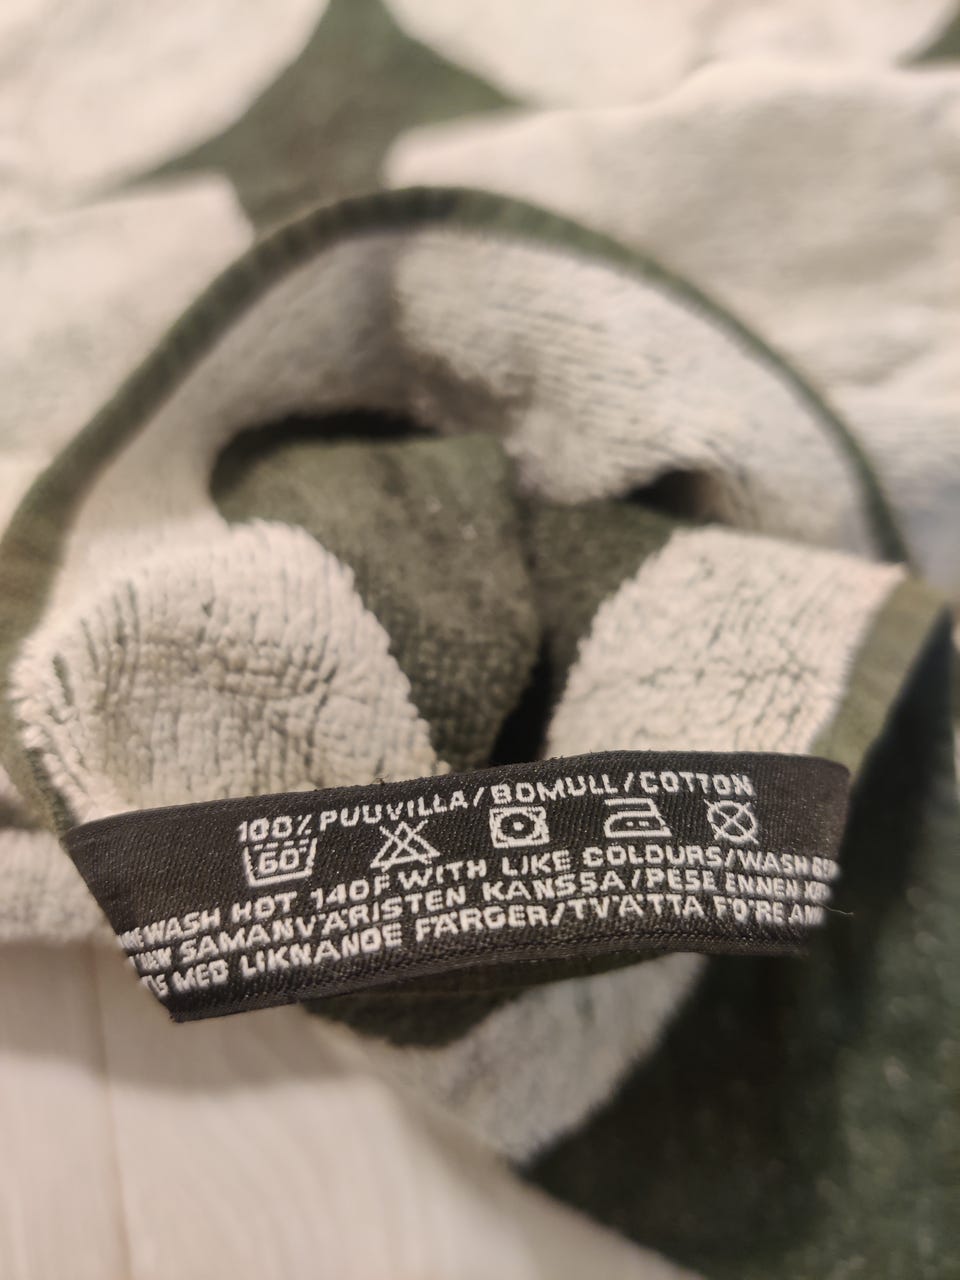 100% PUUVILLA/BOMULL/COTTON
60
WASH HOT 140F WITH LIKE COLOURS/WASH
SAMANVÄRISTEN KANSSA/PESE ENNEN
MED LIKNANDE FÄRGER/TVÄTTA FÖRE